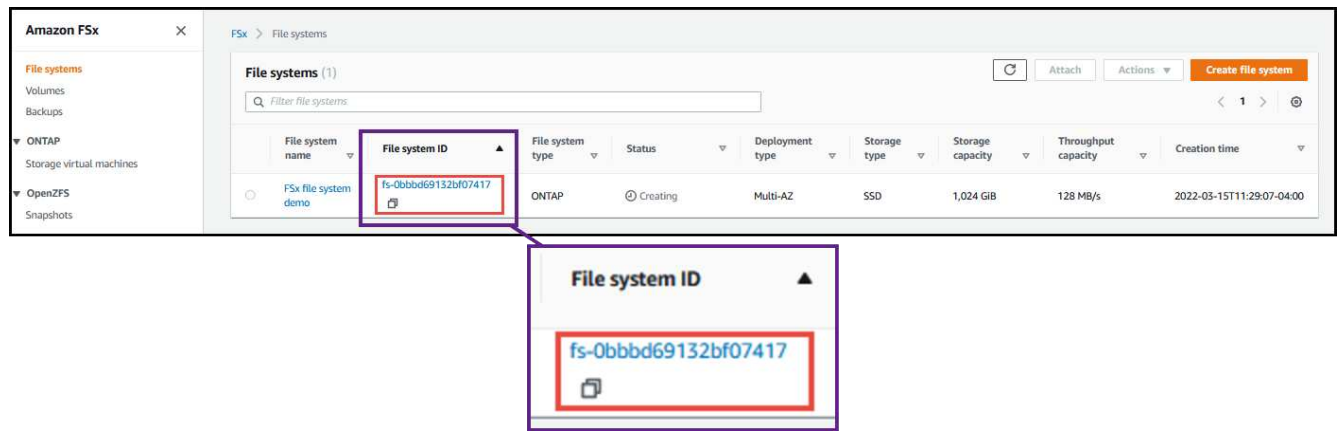 Amazon FSx
File systems
Volumes
Backups
ONTAP
Storage virtual machines
OpenZFS
Snapshots
FSx > File systems
File systems (1)
Attach
Actions
Create file system
Filter file systems
1
File system name
File system ID
File system type
Status
Deployment type
Storage type
Storage capacity
Throughput capacity
Creation time
FSx file system demo
fs-0bbbd69132bf07417
ONTAP
Creating
Multi-AZ
SSD
1,024 GiB
128 MB/s
2022-03-15T11:29:07-04:00
File system ID
fs-0bbbd69132bf07417